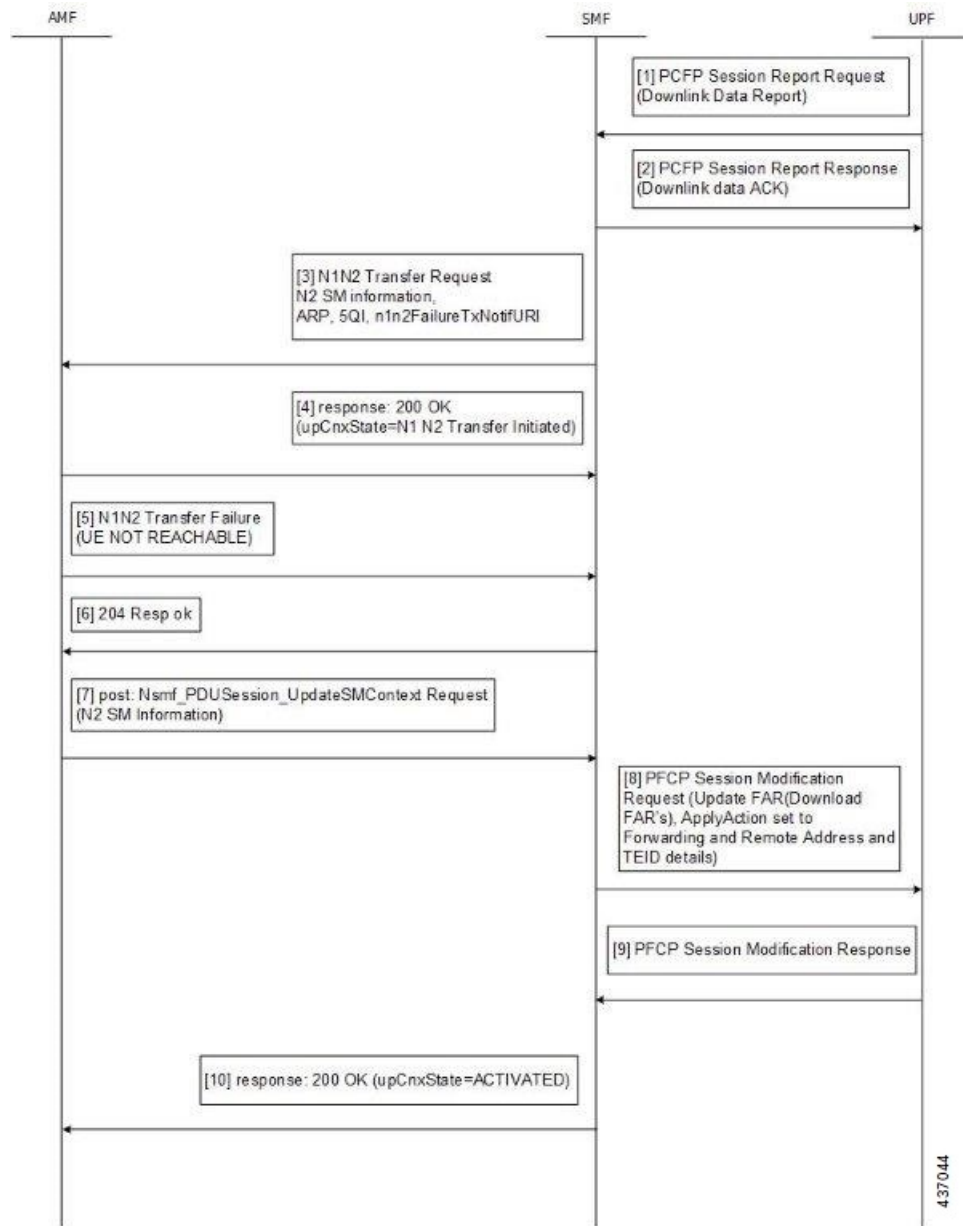 AMF
SMF
UPF
[1] PCFP Session Report Request
(Downlink Data Report)
[2] PCFP Session Report Response
(Downlink data ACK)
[3] N1N2 Transfer Request
N2 SM information,
ARP, 5QI, n1n2FailureTxNotifURI
[4] response: 200 OK
(upCnxState=N1 N2 Transfer Initiated)
[5] N1N2 Transfer Failure
(UE NOT REACHABLE)
[6] 204 Resp ok
[7] post: Nsmf_PDUSession_UpdateSMContext Request
(N2 SM Information)
[8] PFCP Session Modification
Request (Update FAR(Download
FAR's), ApplyAction set to
Forwarding and Remote Address and
TEID details)
[9] PFCP Session Modification Response
[10] response: 200 OK (upCnxState=ACTIVATED)
437044